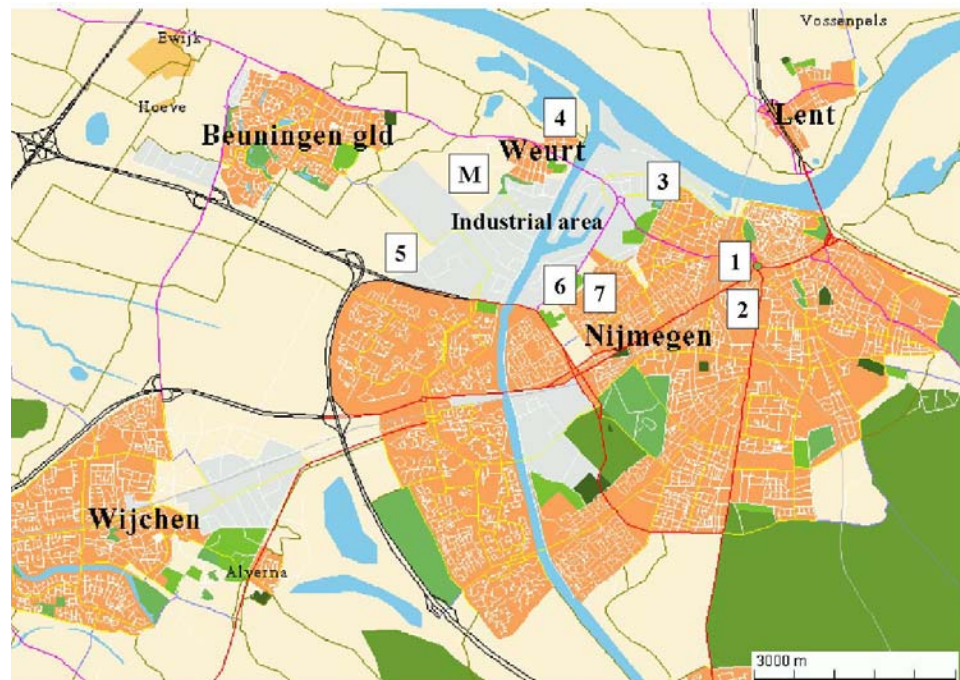 Ewijk
Vossenpels
Hoeve
Beuningen gld
4
Lent
Weurt
M
3
Industrial area
5
1
6
7
2
Nijmegen
Wijchen
Alverna
3000 m